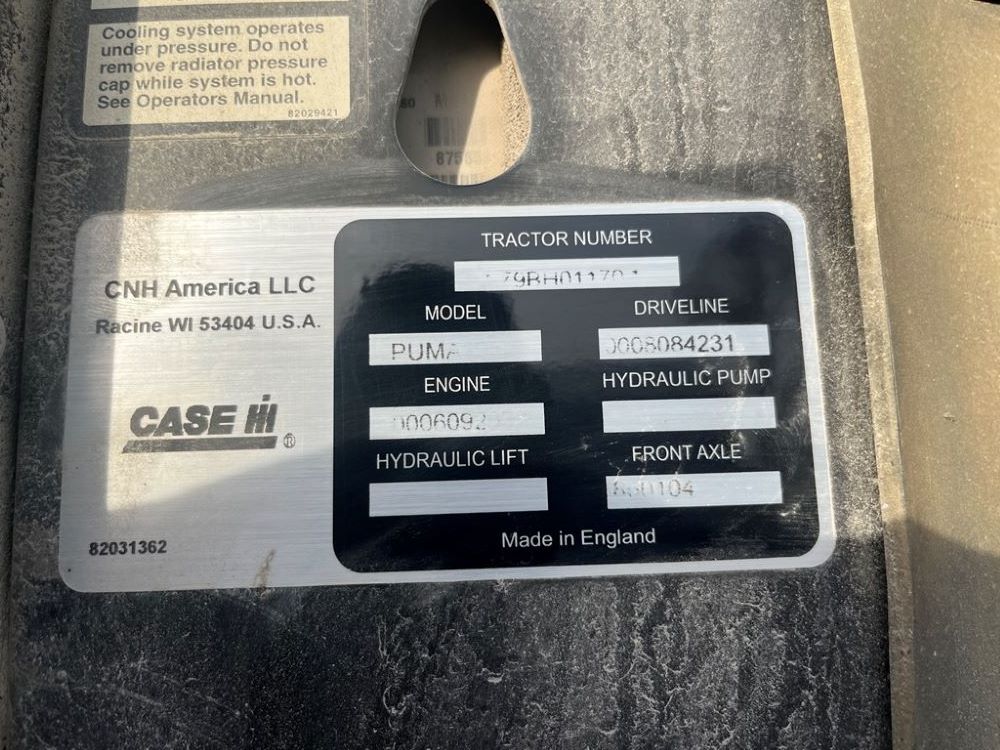 Cooling system operates
under pressure. Do not
remove radiator pressure
cap while system is hot.
See Operators Manual.
82029421
CNH America LLC
Racine WI 53404 U.S.A.
CASE IH ®
82031362
TRACTOR NUMBER
MODEL
DRIVELINE
PUMA
0008084231
ENGINE
HYDRAULIC PUMP
HYDRAULIC LIFT
FRONT AXLE
Made in England